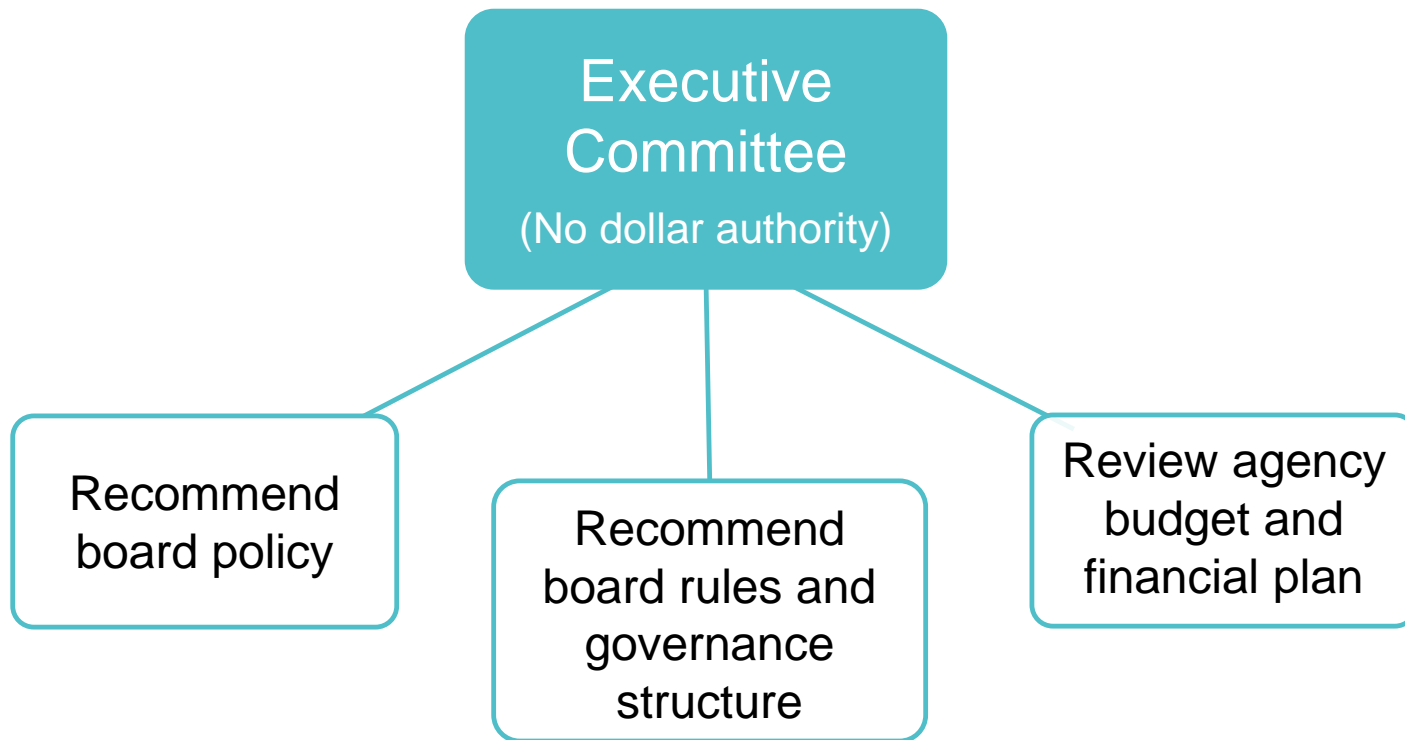 Executive
Committee
(No dollar authority)
Recommend
board policy
Recommend
board rules and
governance
structure
Review agency
budget and
financial plan